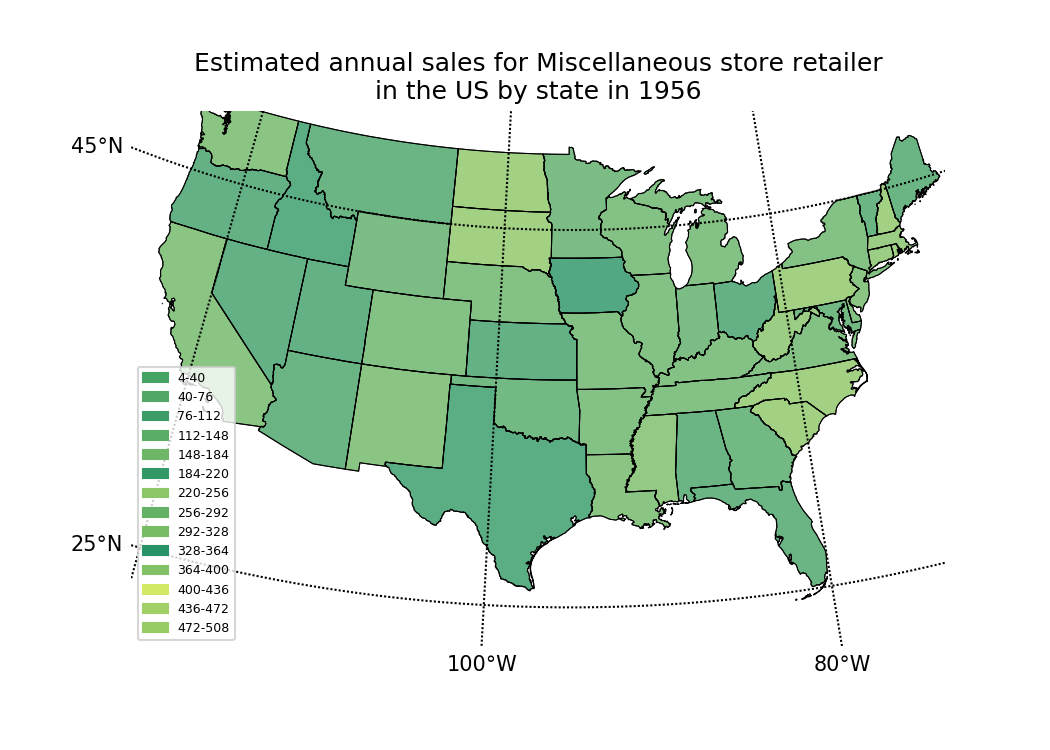 Estimated annual sales for Miscellaneous store retailer
in the US by state in 1956
45°N
25°N
4-40
40-76
76-112
112-148
148-184
184-220
220-256
256-292
292-328
328-364
364-400
400-436
436-472
472-508
100°W
80°W